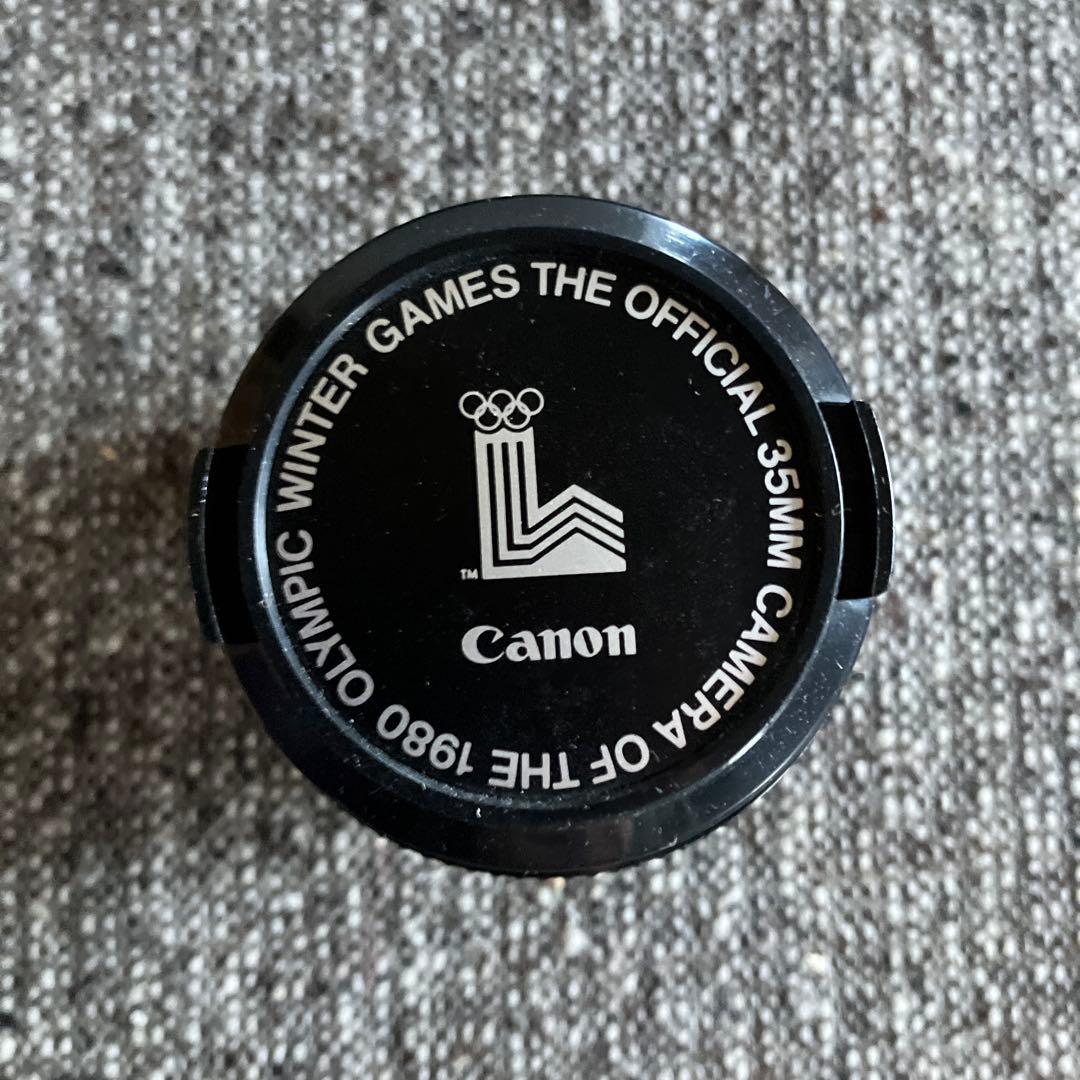 THE OFFICIAL 35MM CAMERA OF THE 1980 OLYMPIC WINTER GAMES
TM
Canon